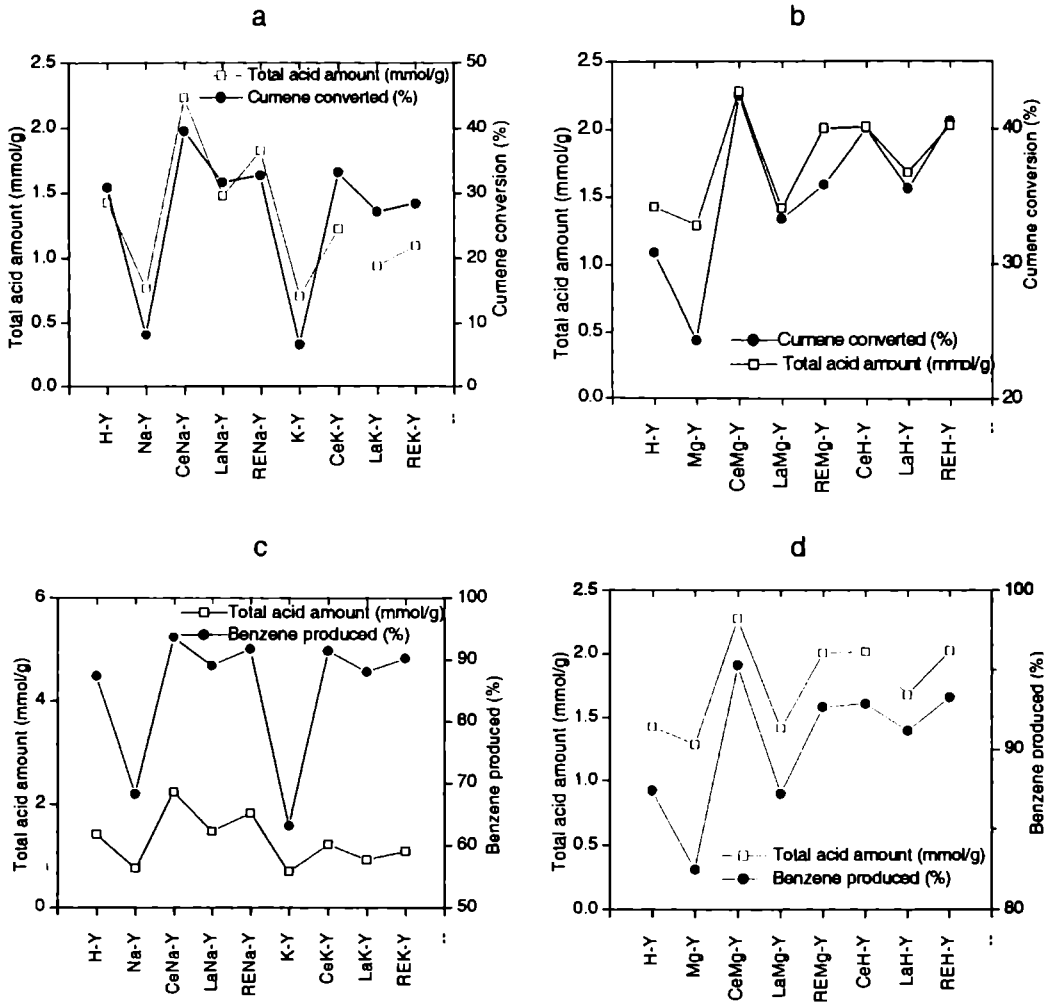 a
Total acid amount (mmol/g)
Cumene conversion (%)
2.5
2.0
1.5
1.0
0.5
0.0
50
40
30
20
10
0
Total acid amount (mmol/g)
Cumene converted (%)
H-Y
Na-Y
CeNa-Y
LaNa-Y
RENa-Y
K-Y
CeK-Y
LaK-Y
REK-Y
b
Total acid amount (mmol/g)
Cumene conversion (%)
2.5
2.0
1.5
1.0
0.5
0.0
40
30
20
Cumene converted (%)
Total acid amount (mmol/g)
H-Y
Mg-Y
CeMg-Y
LaMg-Y
REMg-Y
CeH-Y
LaH-Y
REH-Y
c
Total acid amount (mmol/g)
Benzene produced (%)
6
4
2
0
100
90
80
70
60
50
Total acid amount (mmol/g)
Benzene produced (%)
H-Y
Na-Y
CeNa-Y
LaNa-Y
RENa-Y
K-Y
CeK-Y
LaK-Y
REK-Y
d
Total acid amount (mmol/g)
Benzene produced (%)
2.5
2.0
1.5
1.0
0.5
0.0
100
90
80
Total acid amount (mmol/g)
Benzene produced (%)
H-Y
Mg-Y
CeMg-Y
LaMg-Y
REMg-Y
CeH-Y
LaH-Y
REH-Y